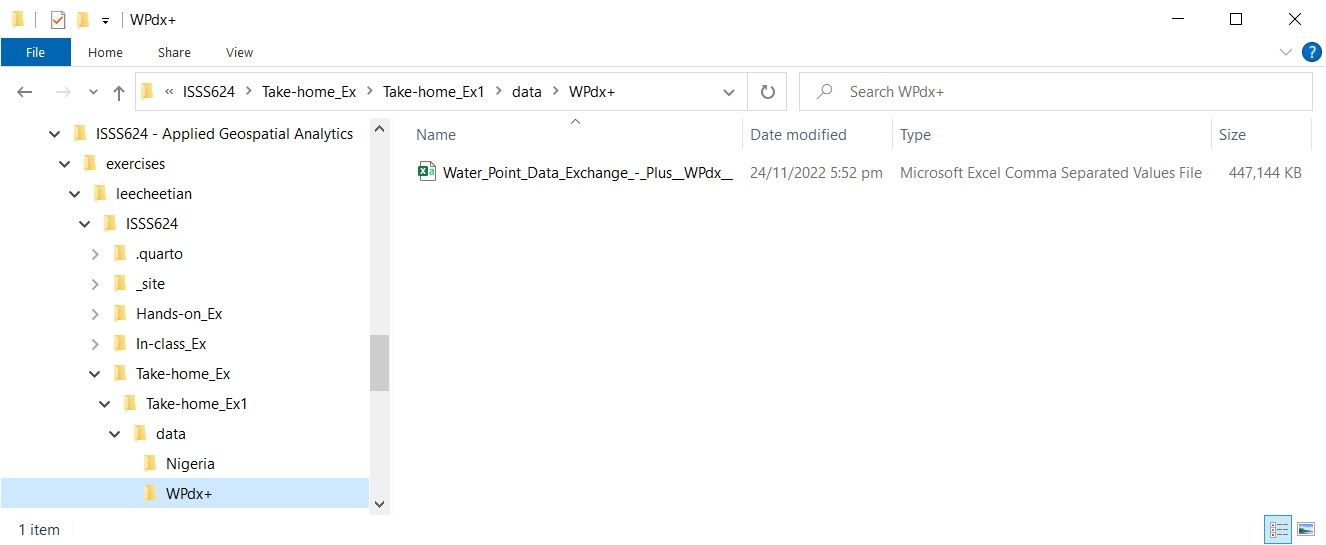 WPdx+
File Home Share View
« ISSS624 > Take-home_Ex > Take-home_Ex1 > data > WPdx+ Search WPdx+
ISSS624 - Applied Geospatial Analytics
exercises
leecheetian
ISSS624
.quarto
_site
Hands-on_Ex
In-class_Ex
Take-home_Ex
Take-home_Ex1
data
Nigeria
WPdx+
Name Date modified Type Size
Water_Point_Data_Exchange_-_Plus__WPdx__ 24/11/2022 5:52 pm Microsoft Excel Comma Separated Values File 447,144 KB
1 item